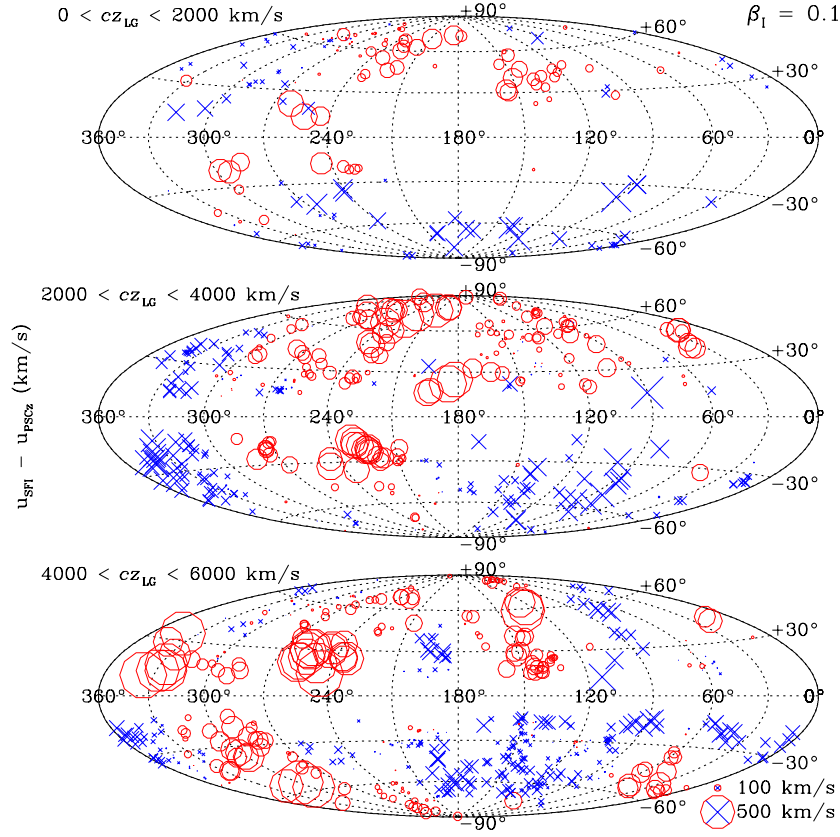 0 < cz_LG < 2000 km/s
+90°
β_I = 0.1
+60°
+30°
360° 300° 240° 180° 60° 0°
−30°
−60°
−90°
2000 < cz_LG < 4000 km/s
+90°
+60°
+30°
360° 300° 240° 180° 60° 0°
−30°
−60°
−90°
u_SFI − u_PSCz (km/s)
4000 < cz_LG < 6000 km/s
+90°
+60°
+30°
360° 300° 240° 180° 60° 0°
−30°
−60°
−90°
100 km/s
500 km/s